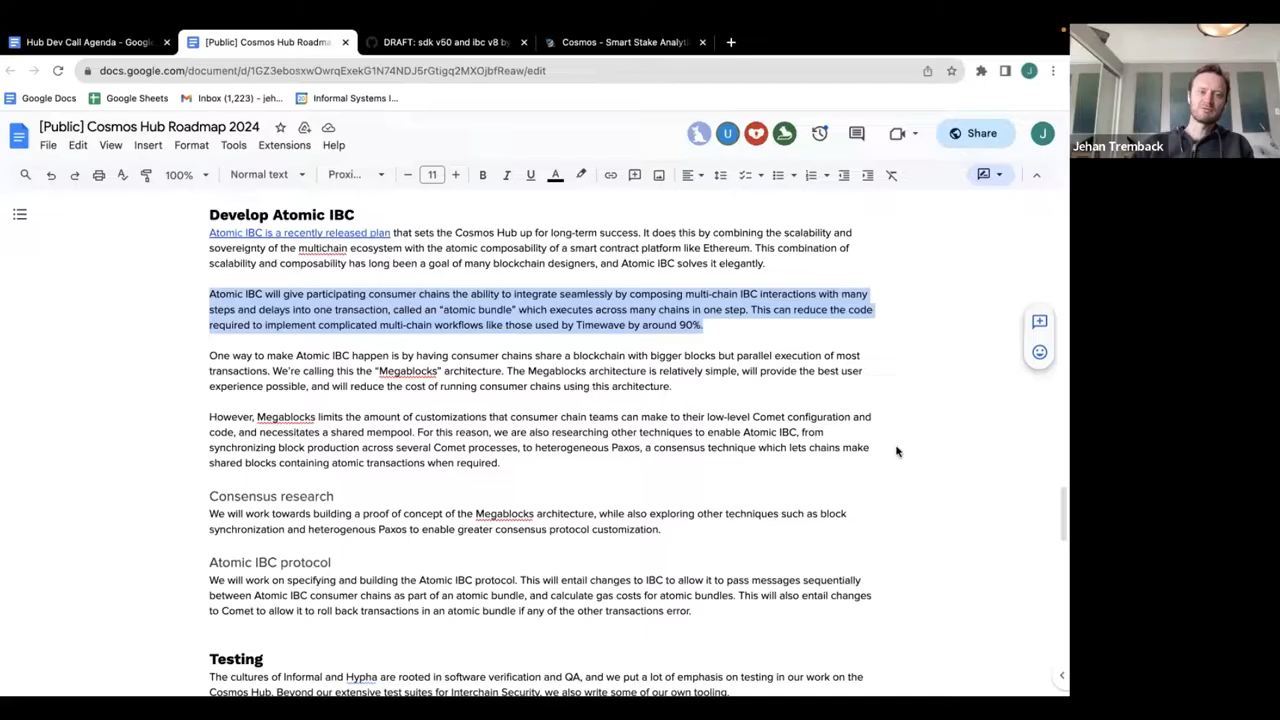 Hub Dev Call Agenda - Googl
[Public] Cosmos Hub Roadm
DRAFT: sdk v50 and ibc v8 by
Cosmos - Smart Stake Analyti
docs.google.com/document/d/1GZ3ebosxwOwrqExekG1N74NDJ5rGtigq2MXOjbfReaw/edit
J
Google Docs
Google Sheets
Inbox (1,223) - jeh...
Informal Systems I...
[Public] Cosmos Hub Roadmap 2024
File Edit View Insert Format Tools Extensions Help
U
Share
J
100%
Normal text
Proxi...
11
B I U A
Develop Atomic IBC
Atomic IBC is a recently released plan that sets the Cosmos Hub up for long-term success. It does this by combining the scalability and
sovereignty of the multichain ecosystem with the atomic composability of a smart contract platform like Ethereum. This combination of
scalability and composability has long been a goal of many blockchain designers, and Atomic IBC solves it elegantly.
Atomic IBC will give participating consumer chains the ability to integrate seamlessly by composing multi-chain IBC interactions with many
steps and delays into one transaction, called an “atomic bundle” which executes across many chains in one step. This can reduce the code
required to implement complicated multi-chain workflows like those used by Timewave by around 90%.
One way to make Atomic IBC happen is by having consumer chains share a blockchain with bigger blocks but parallel execution of most
transactions. We’re calling this the “Megablocks” architecture. The Megablocks architecture is relatively simple, will provide the best user
experience possible, and will reduce the cost of running consumer chains using this architecture.
However, Megablocks limits the amount of customizations that consumer chain teams can make to their low-level Comet configuration and
code, and necessitates a shared mempool. For this reason, we are also researching other techniques to enable Atomic IBC, from
synchronizing block production across several Comet processes, to heterogeneous Paxos, a consensus technique which lets chains make
shared blocks containing atomic transactions when required.
Consensus research
We will work towards building a proof of concept of the Megablocks architecture, while also exploring other techniques such as block
synchronization and heterogenous Paxos to enable greater consensus protocol customization.
Atomic IBC protocol
We will work on specifying and building the Atomic IBC protocol. This will entail changes to IBC to allow it to pass messages sequentially
between Atomic IBC consumer chains as part of an atomic bundle, and calculate gas costs for atomic bundles. This will also entail changes
to Comet to allow it to roll back transactions in an atomic bundle if any of the other transactions error.
Testing
The cultures of Informal and Hypha are rooted in software verification and QA, and we put a lot of emphasis on testing in our work on the
Cosmos Hub. Beyond our extensive test suites for Interchain Security, we also write some of our own tooling.
Jehan Tremback